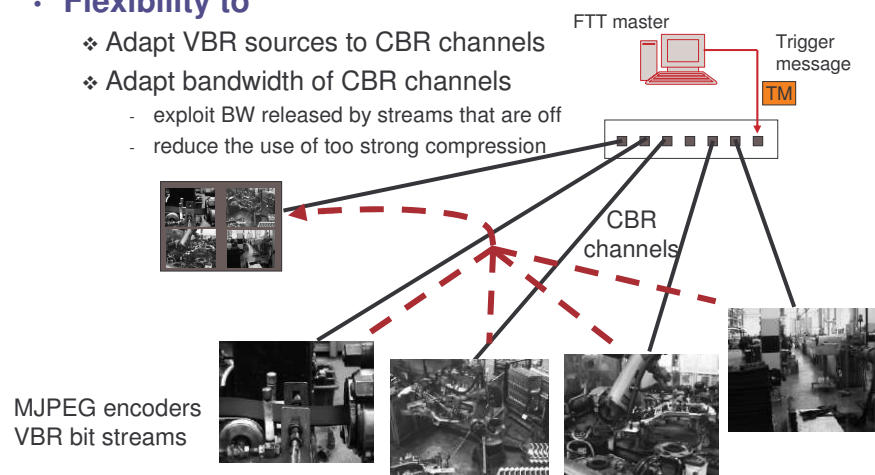 • Flexibility to
❖ Adapt VBR sources to CBR channels
❖ Adapt bandwidth of CBR channels
- exploit BW released by streams that are off
- reduce the use of too strong compression
FTT master
Trigger
message
TM
CBR
channels
MJPEG encoders
VBR bit streams